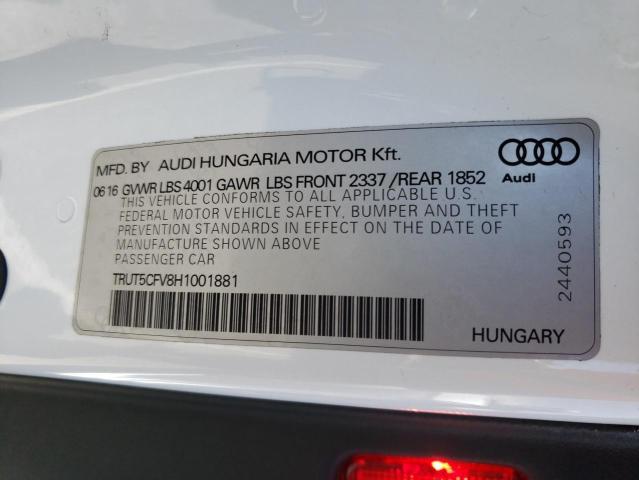 MFD. BY AUDI HUNGARIA MOTOR Kft.
06 16 GVWR LBS 4001 GAWR LBS FRONT 2337 /REAR 1852
THIS VEHICLE CONFORMS TO ALL APPLICABLE U.S.
FEDERAL MOTOR VEHICLE SAFETY, BUMPER AND THEFT
PREVENTION STANDARDS IN EFFECT ON THE DATE OF
MANUFACTURE SHOWN ABOVE
PASSENGER CAR
TRUT5CFV8H1001881
HUNGARY
Audi
2440593